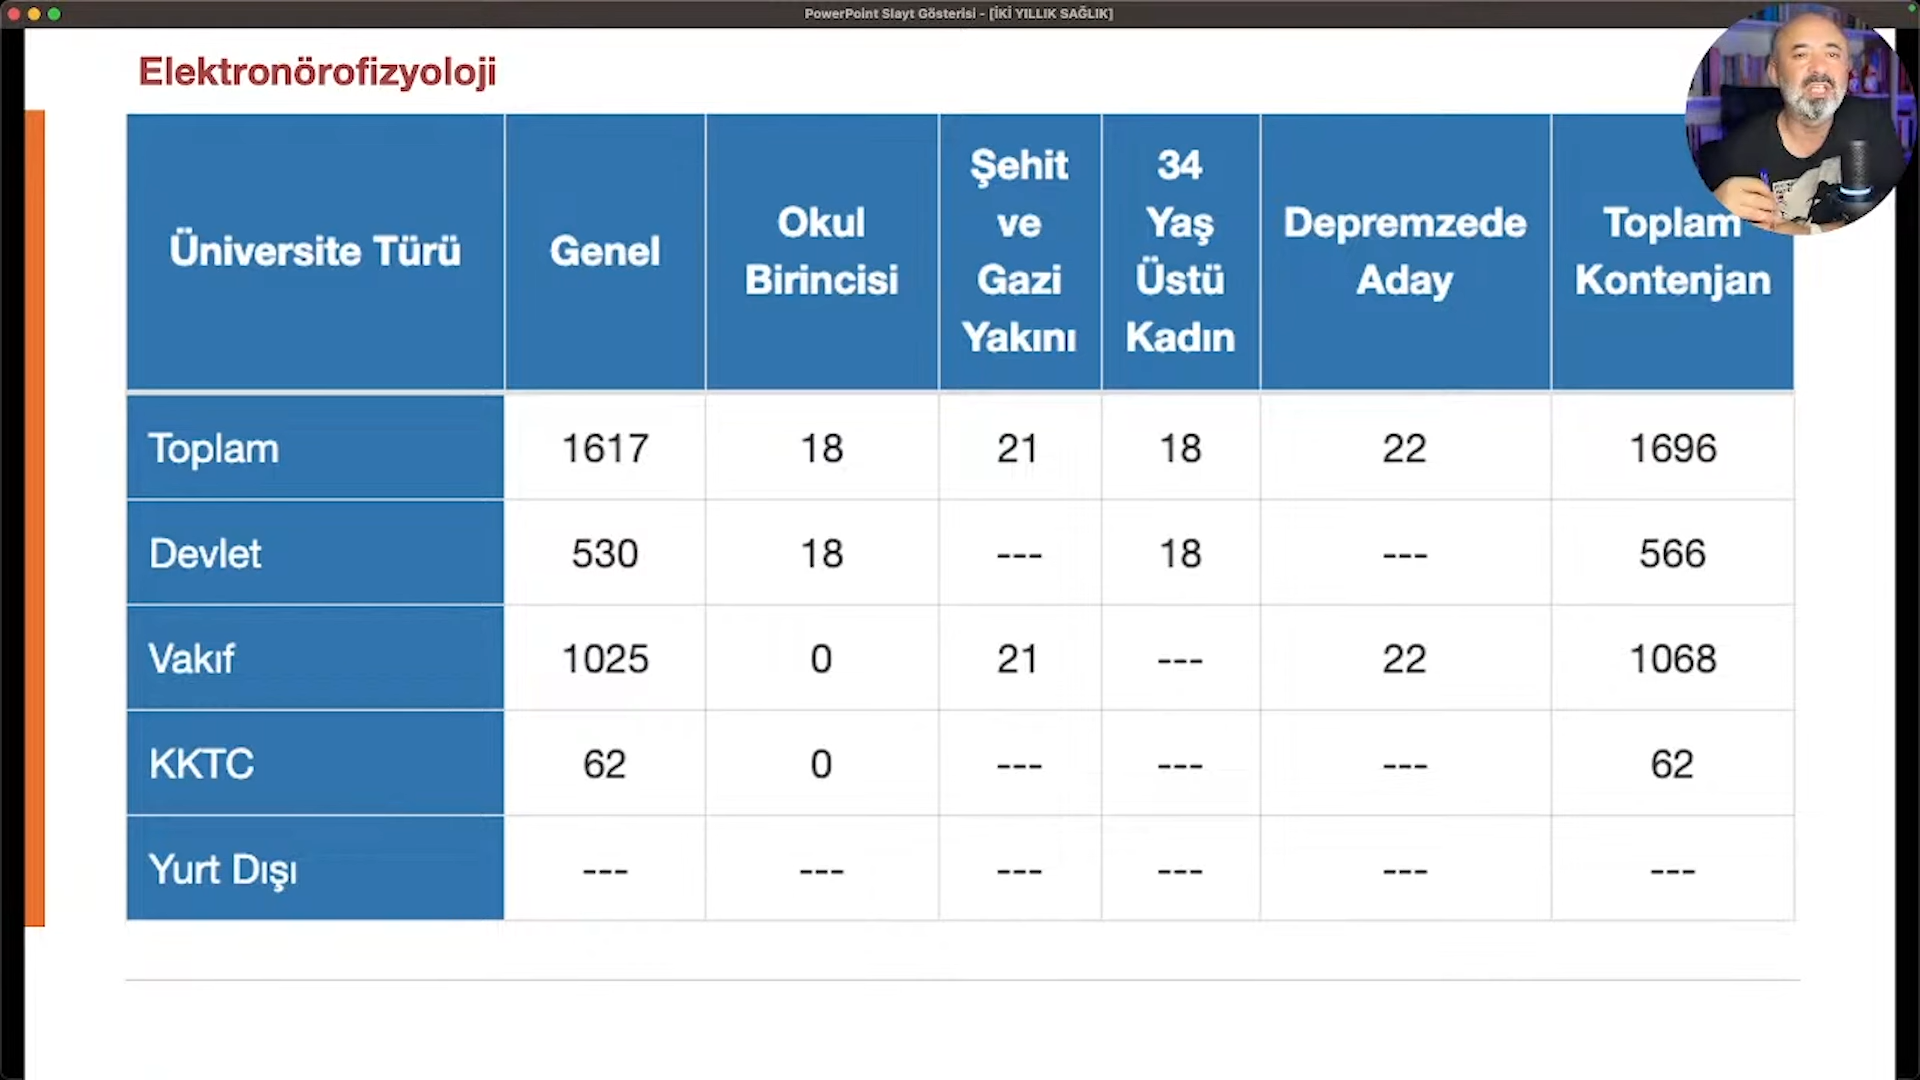 PowerPoint Slayt Gösterisi - [İKİ YILLIK SAĞLIK]
Elektronörofizyoloji
Üniversite Türü
Genel
Okul
Birincisi
Şehit
ve
Gazi
Yakını
34
Yaş
Üstü
Kadın
Depremzede
Aday
Toplam
Kontenjan
Toplam 1617 18 21 18 22 1696
Devlet 530 18 --- 18 --- 566
Vakıf 1025 0 21 --- 22 1068
KKTC 62 0 --- --- --- 62
Yurt Dışı --- --- --- --- --- ---